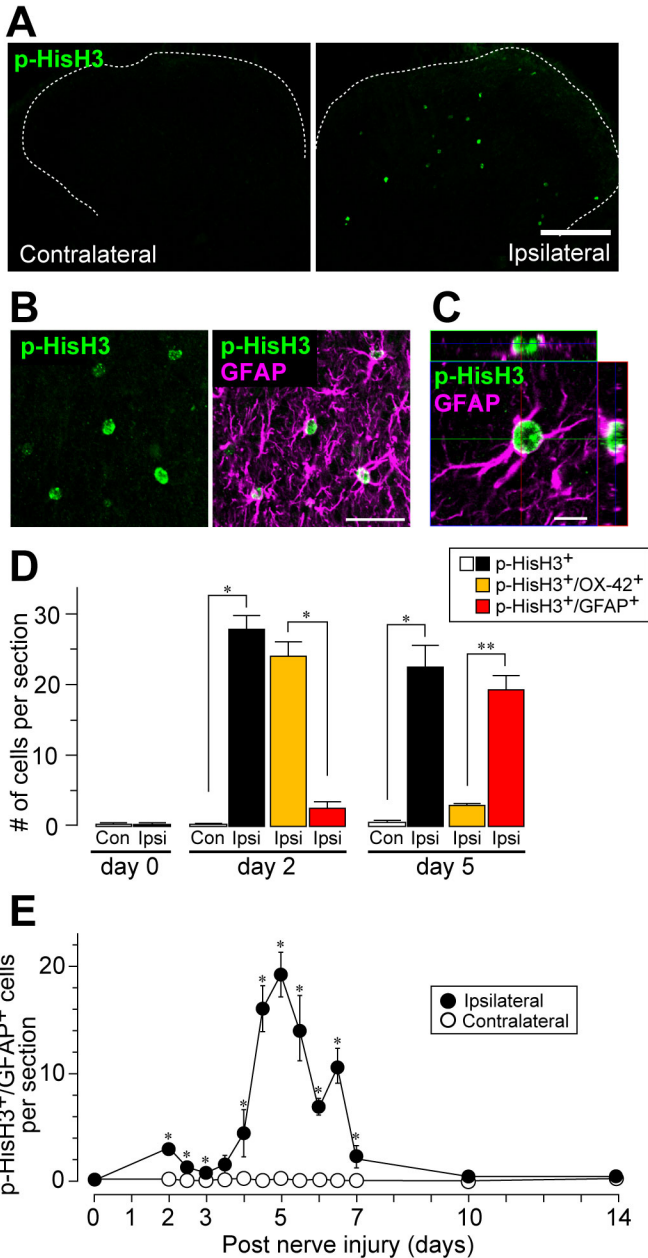 A
p-HisH3
Contralateral
Ipsilateral
B
p-HisH3
p-HisH3
GFAP
C
p-HisH3
GFAP
D
p-HisH3+
p-HisH3+/OX-42+
p-HisH3+/GFAP+
# of cells per section
30
20
10
0
* * * **
Con Ipsi Con Ipsi Ipsi Ipsi Con Ipsi Ipsi Ipsi
day 0 day 2 day 5
E
p-HisH3+/GFAP+ cells
per section
20
10
0
* * * * * * * * * *
Ipsilateral
Contralateral
0 1 2 3 5 7 10 14
Post nerve injury (days)